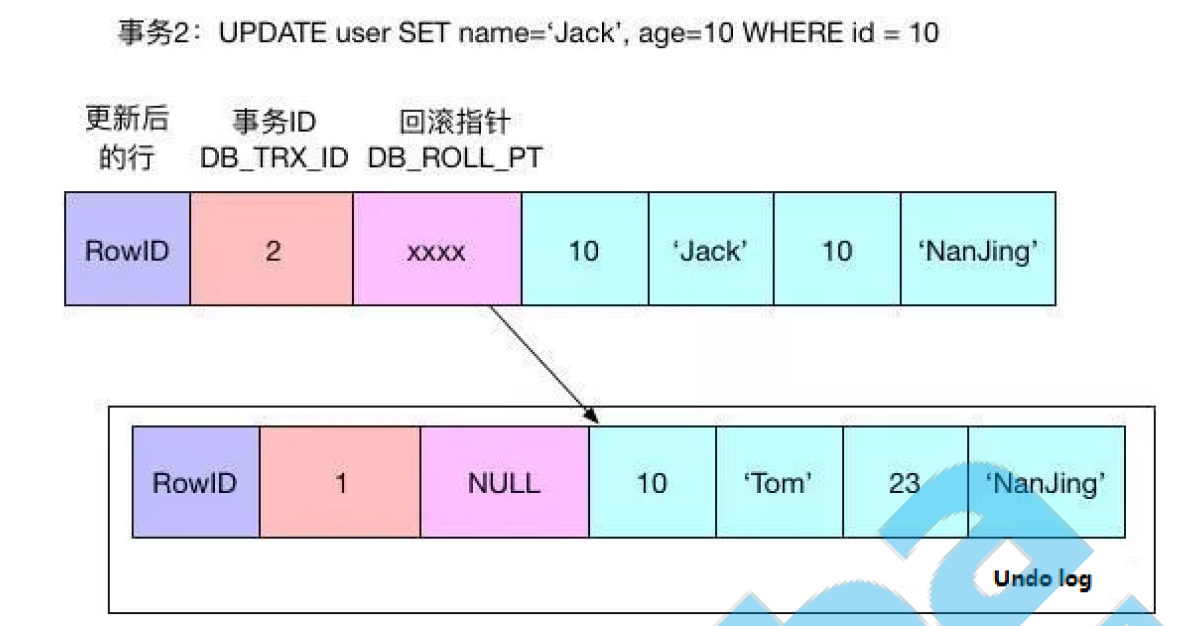 事务2：UPDATE user SET name=‘Jack’, age=10 WHERE id = 10
更新后 事务ID 回滚指针
的行 DB_TRX_ID DB_ROLL_PT
RowID 2 xxxx 10 ‘Jack’ 10 ‘NanJing’
RowID 1 NULL 10 ‘Tom’ 23 ‘NanJing’
Undo log